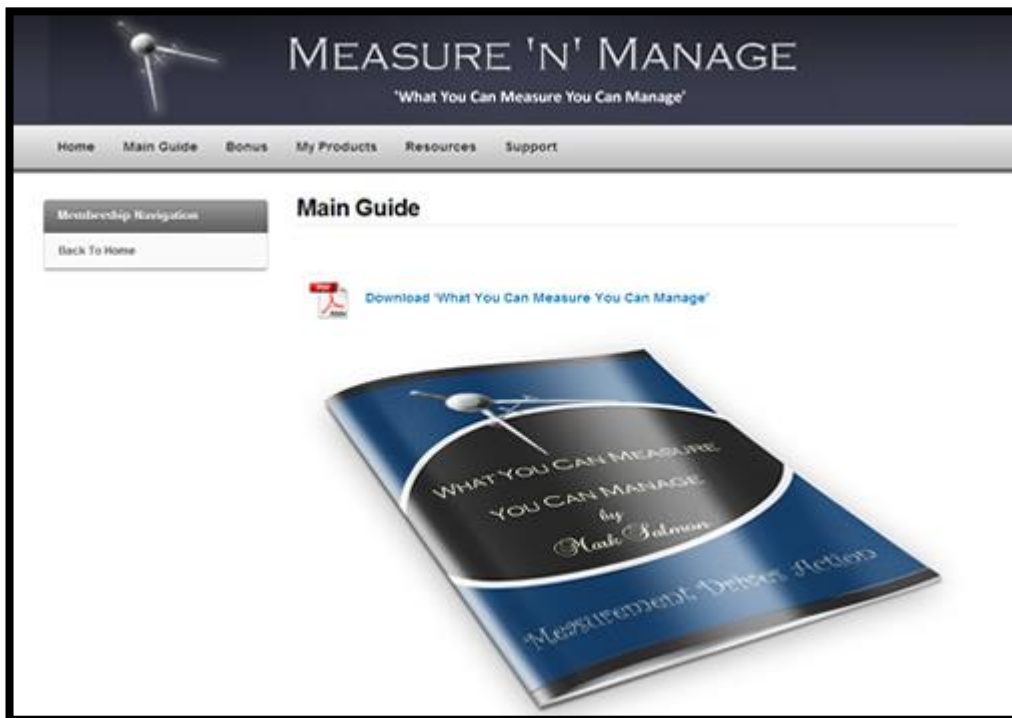 MEASURE 'N' MANAGE
'What You Can Measure You Can Manage'
Home Main Guide Bonus My Products Resources Support
Membership Navigation
Back To Home
Main Guide
PDF
Adobe
Download 'What You Can Measure You Can Manage'
WHAT YOU CAN MEASURE
YOU CAN MANAGE
by
Mark Salmon
Measurement Drives Action